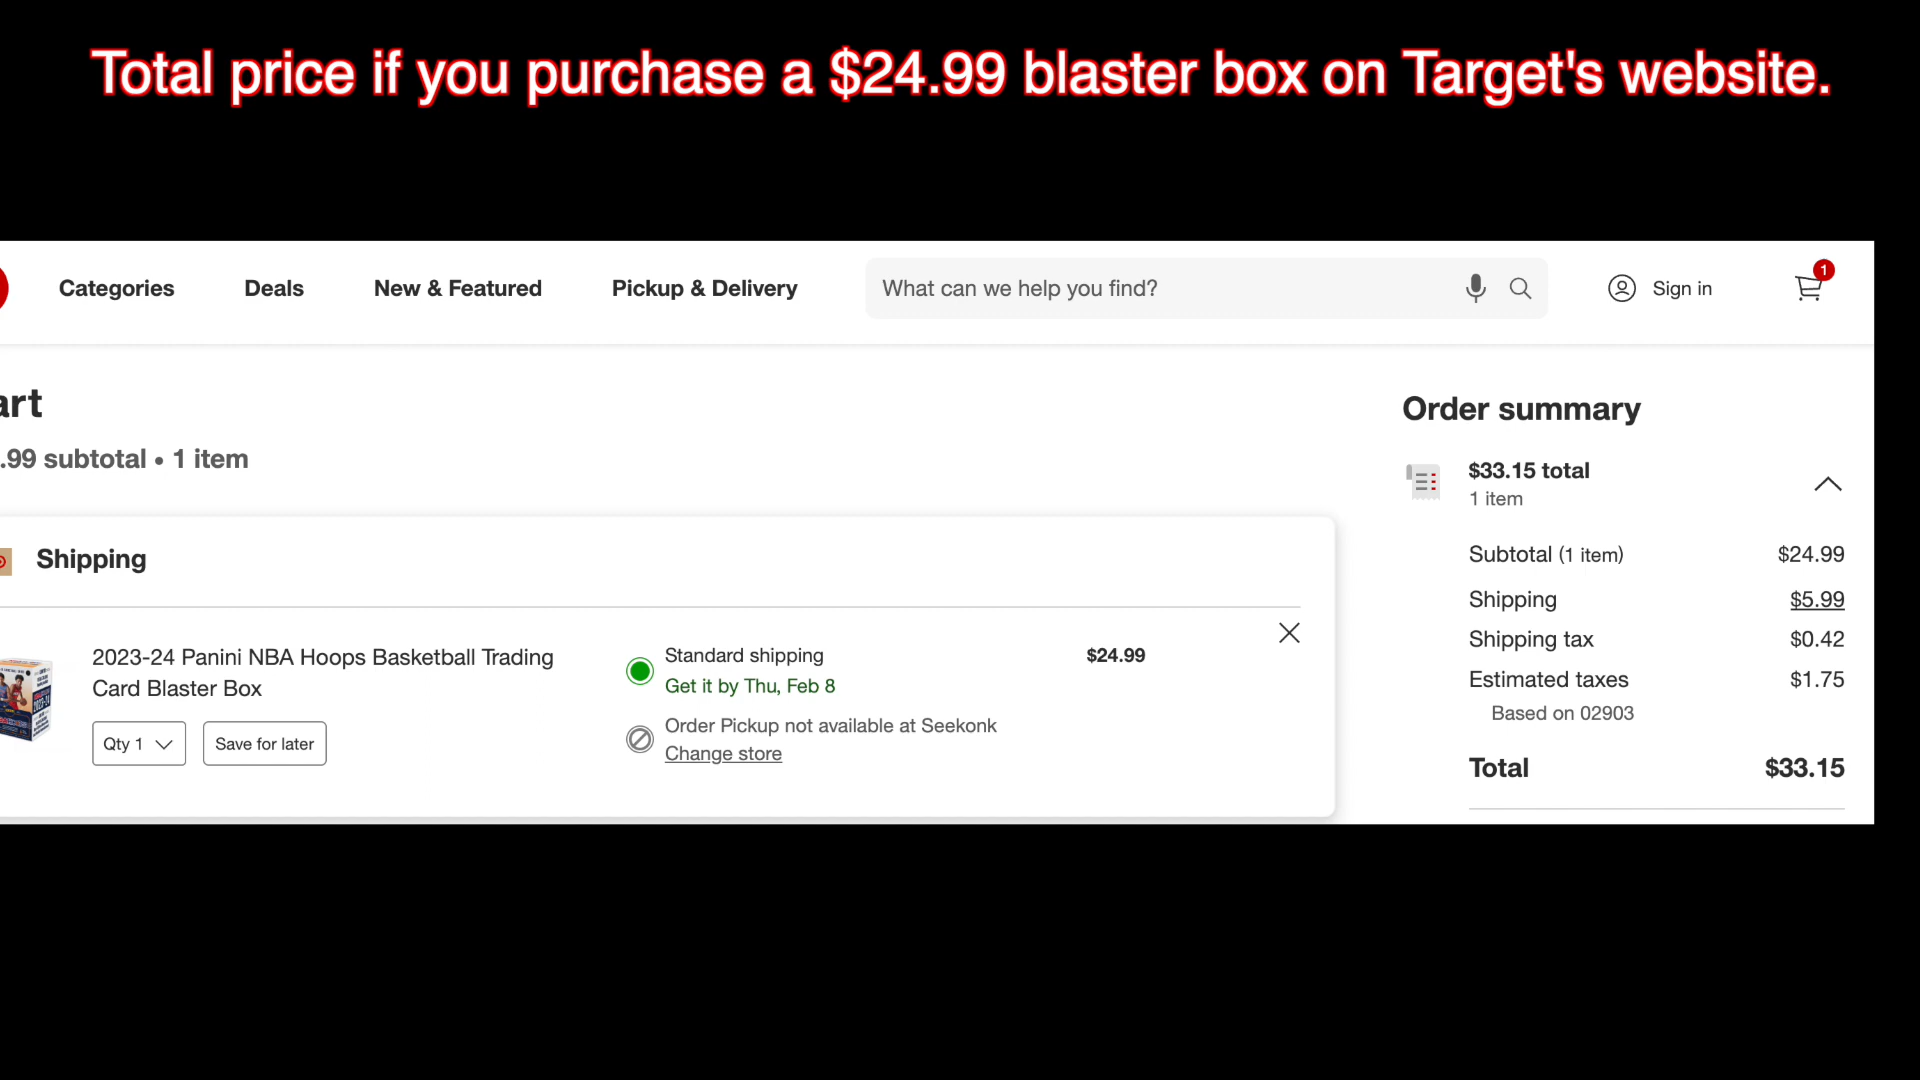 Total price if you purchase a $24.99 blaster box on Target's website.
Categories Deals New & Featured Pickup & Delivery What can we help you find? Sign in 1
art
.99 subtotal • 1 item
Shipping
2023-24 Panini NBA Hoops Basketball Trading
Card Blaster Box
Qty 1 Save for later
Standard shipping $24.99
Get it by Thu, Feb 8
Order Pickup not available at Seekonk
Change store
Order summary
$33.15 total
1 item
Subtotal (1 item) $24.99
Shipping $5.99
Shipping tax $0.42
Estimated taxes $1.75
Based on 02903
Total $33.15